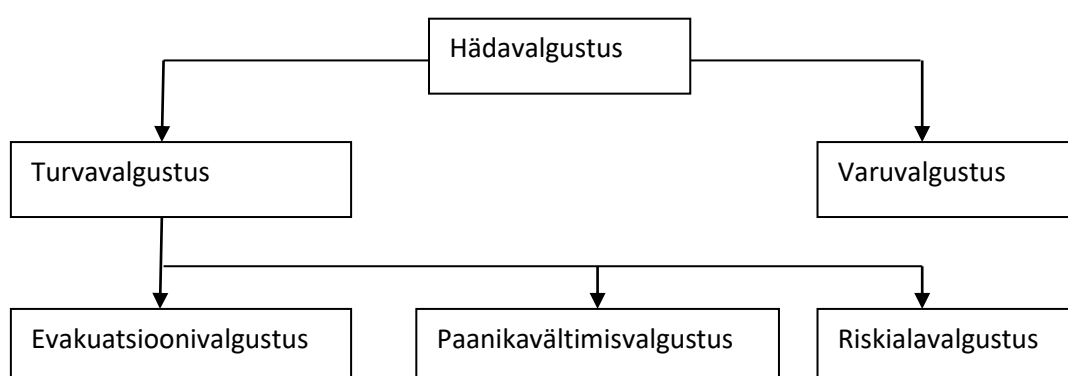 Hädavalgustus
Turvavalgustus
Varuvalgustus
Evakuatsioonivalgustus
Paanikavältimisvalgustus
Riskialavalgustus